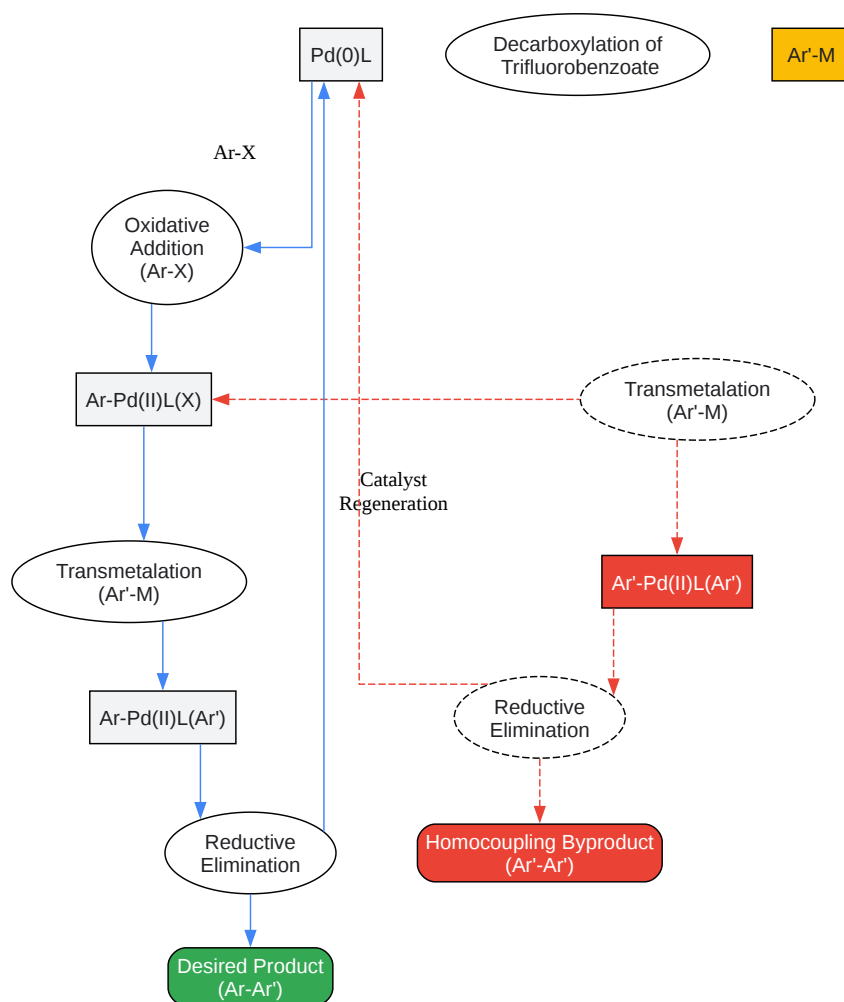 Pd(0)L
Decarboxylation of
Trifluorobenzoate
Ar'-M
Ar-X
Oxidative
Addition
(Ar-X)
Ar-Pd(II)L(X)
Transmetalation
(Ar'-M)
Catalyst
Regeneration
Transmetalation
(Ar'-M)
Ar'-Pd(II)L(Ar')
Ar-Pd(II)L(Ar')
Reductive
Elimination
Reductive
Elimination
Homocoupling Byproduct
(Ar'-Ar')
Desired Product
(Ar-Ar')